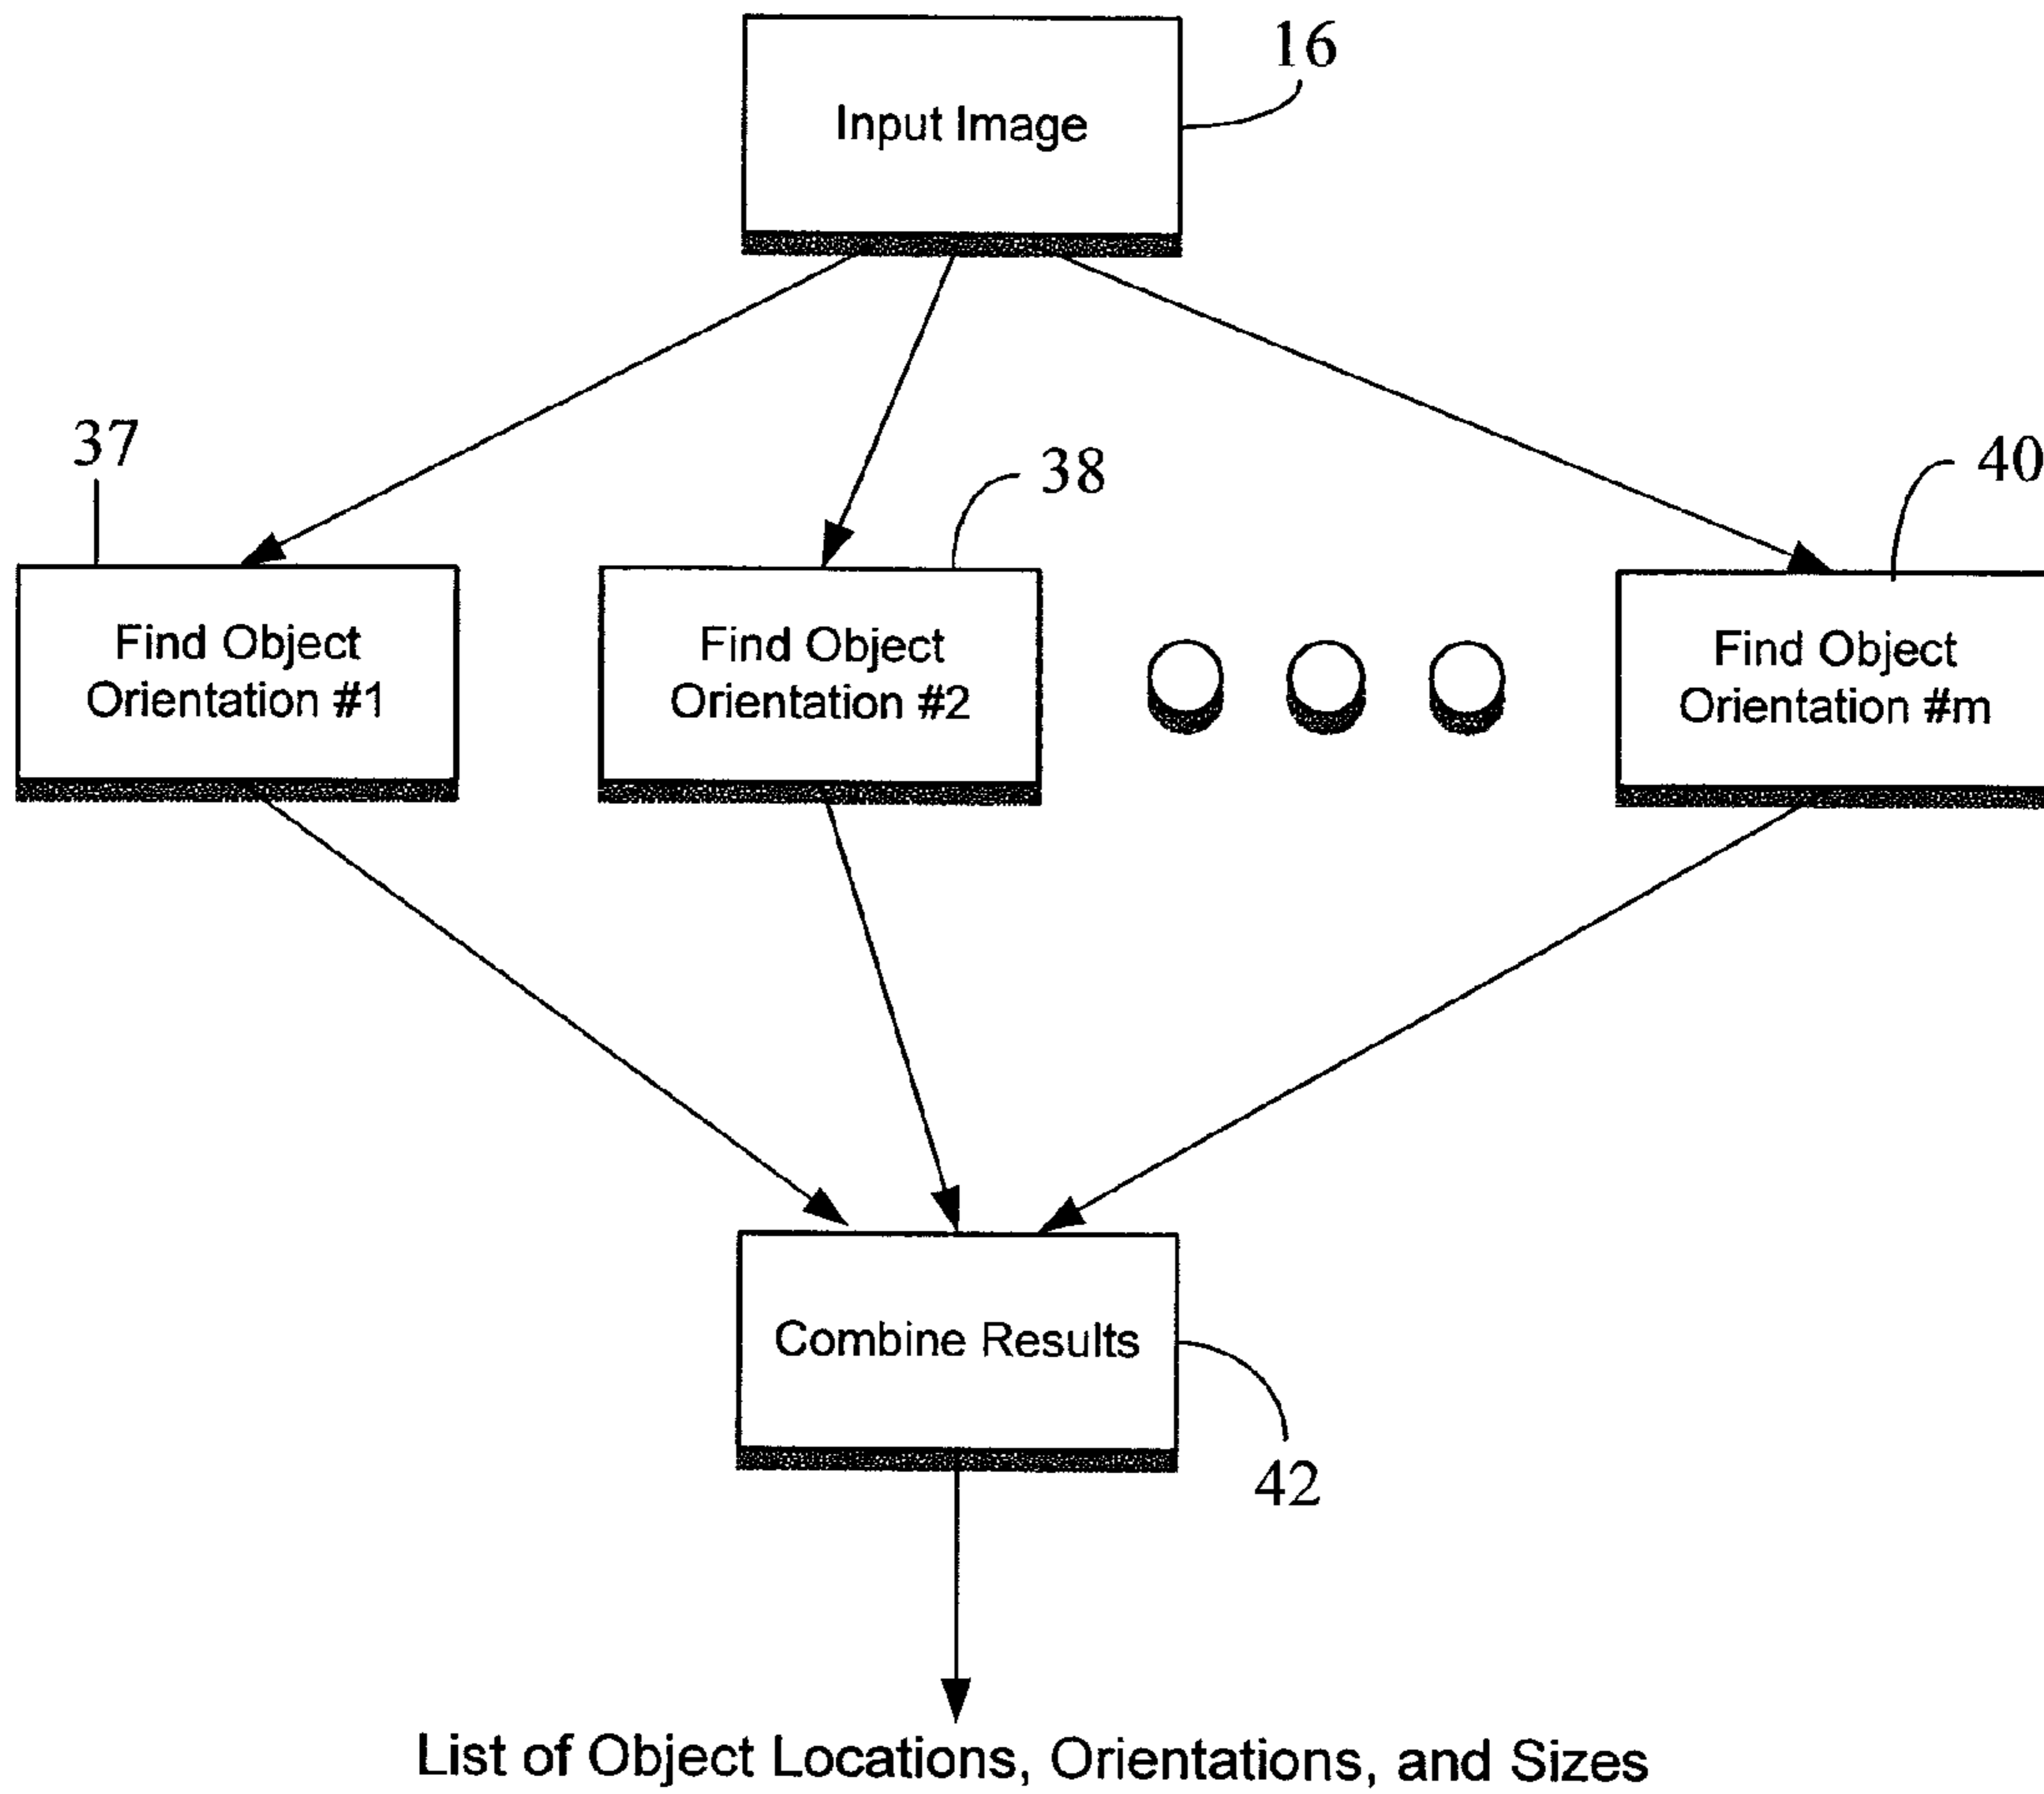 16
Input Image
37
38
40
Find Object
Orientation #1
Find Object
Orientation #2
Find Object
Orientation #m
Combine Results
42
List of Object Locations, Orientations, and Sizes